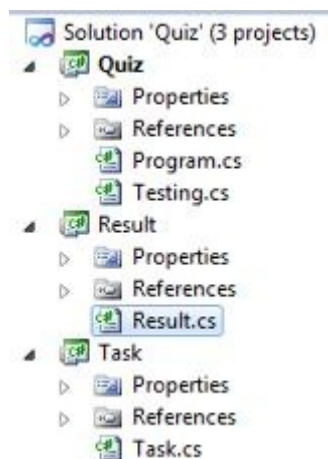 Solution 'Quiz' (3 projects)
Quiz
Properties
References
Program.cs
Testing.cs
Result
Properties
References
Result.cs
Task
Properties
References
Task.cs